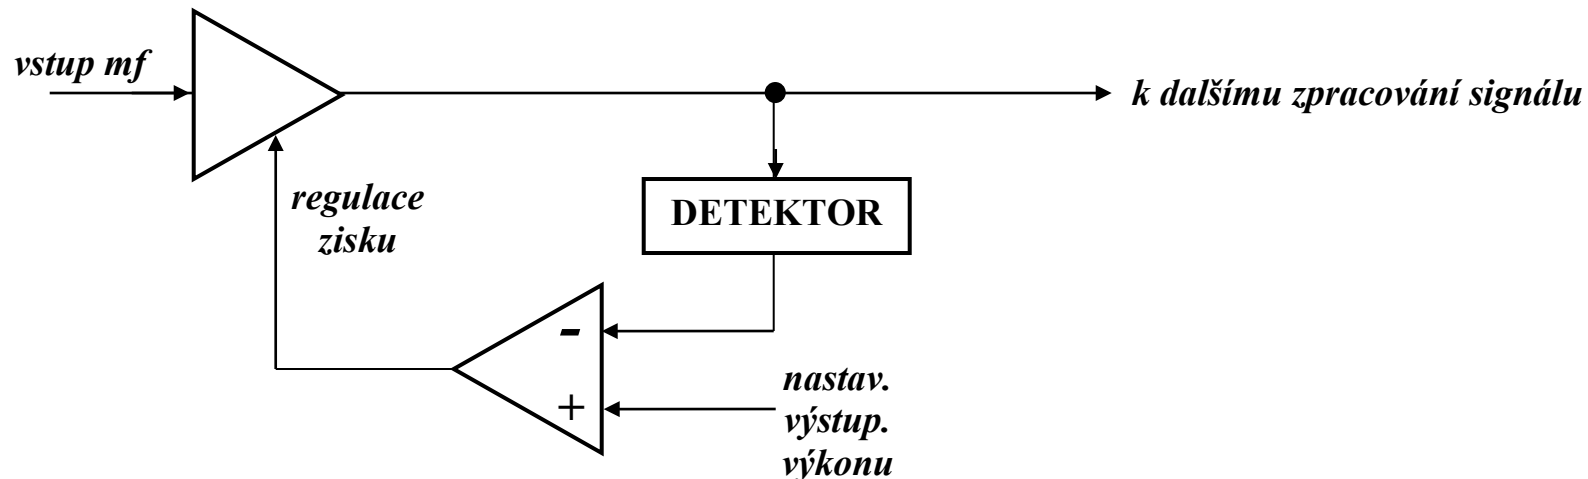 vstup mf
k dalšímu zpracování signálu
regulace
zisku
DETEKTOR
-
+
nastav.
výstup.
výkonu